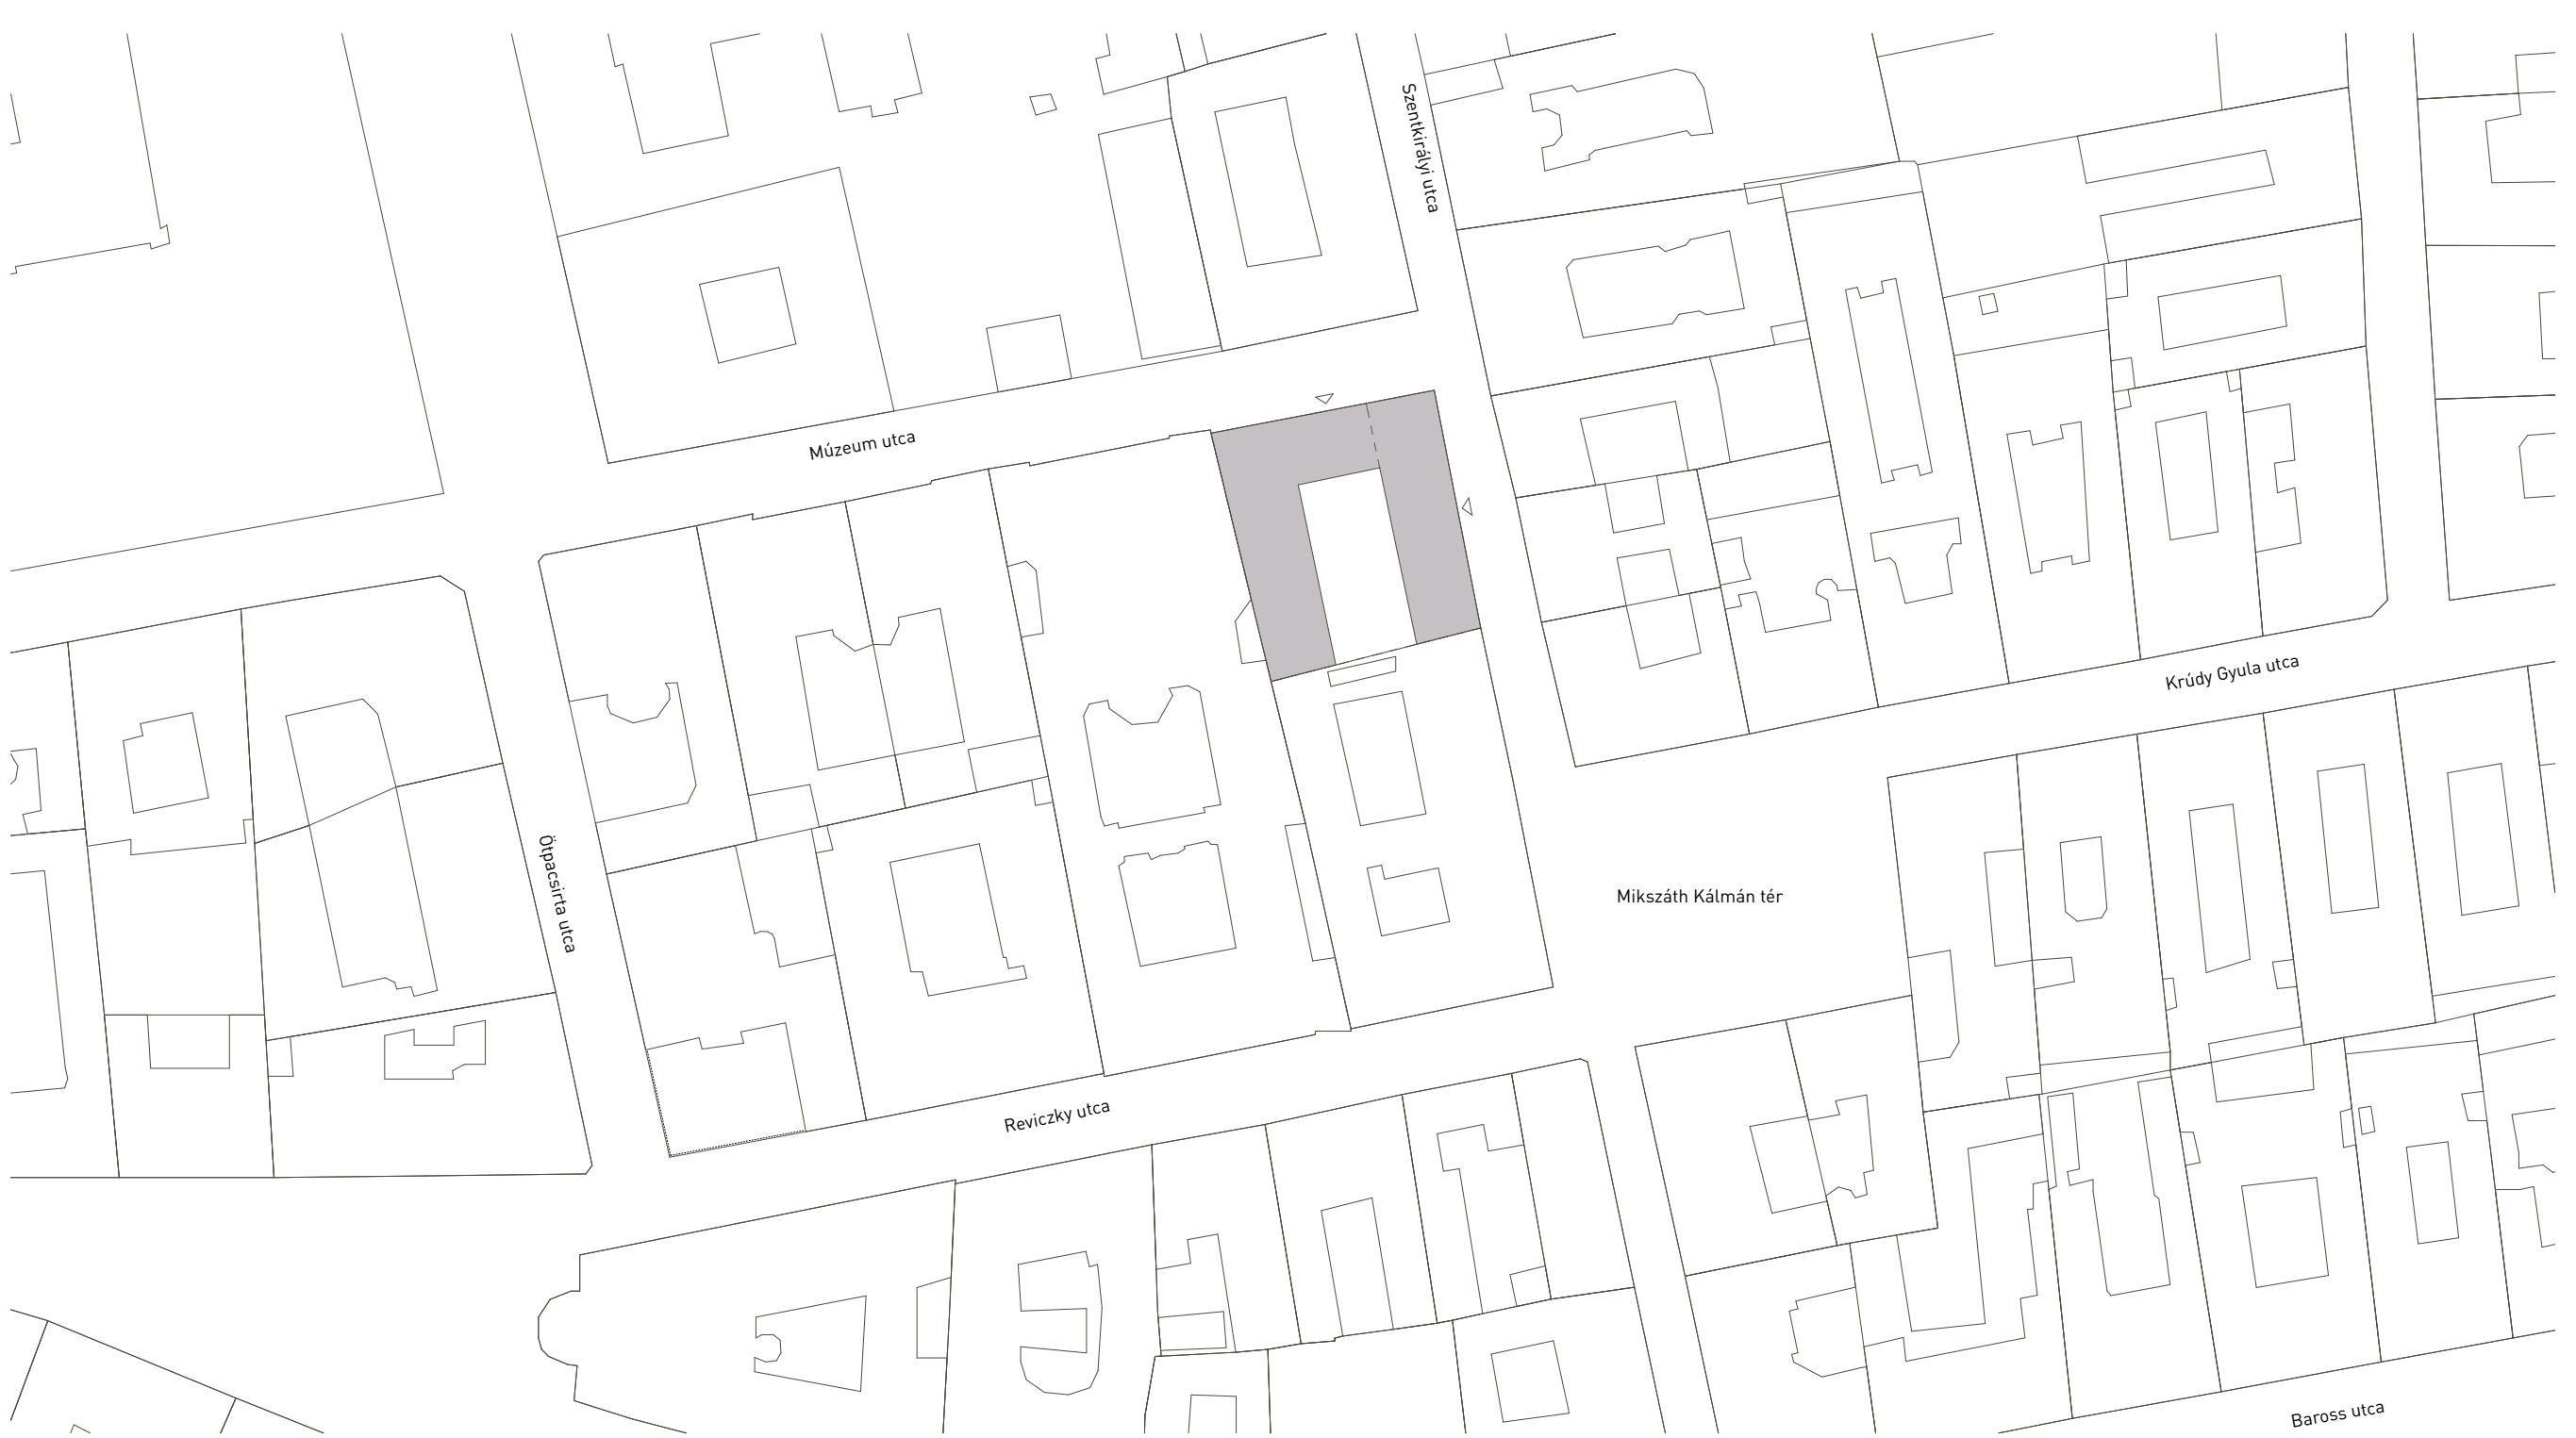 Szentkirályi utca
Múzeum utca
Krúdy Gyula utca
Ötpacsirta utca
Mikszáth Kálmán tér
Reviczky utca
Baross utca